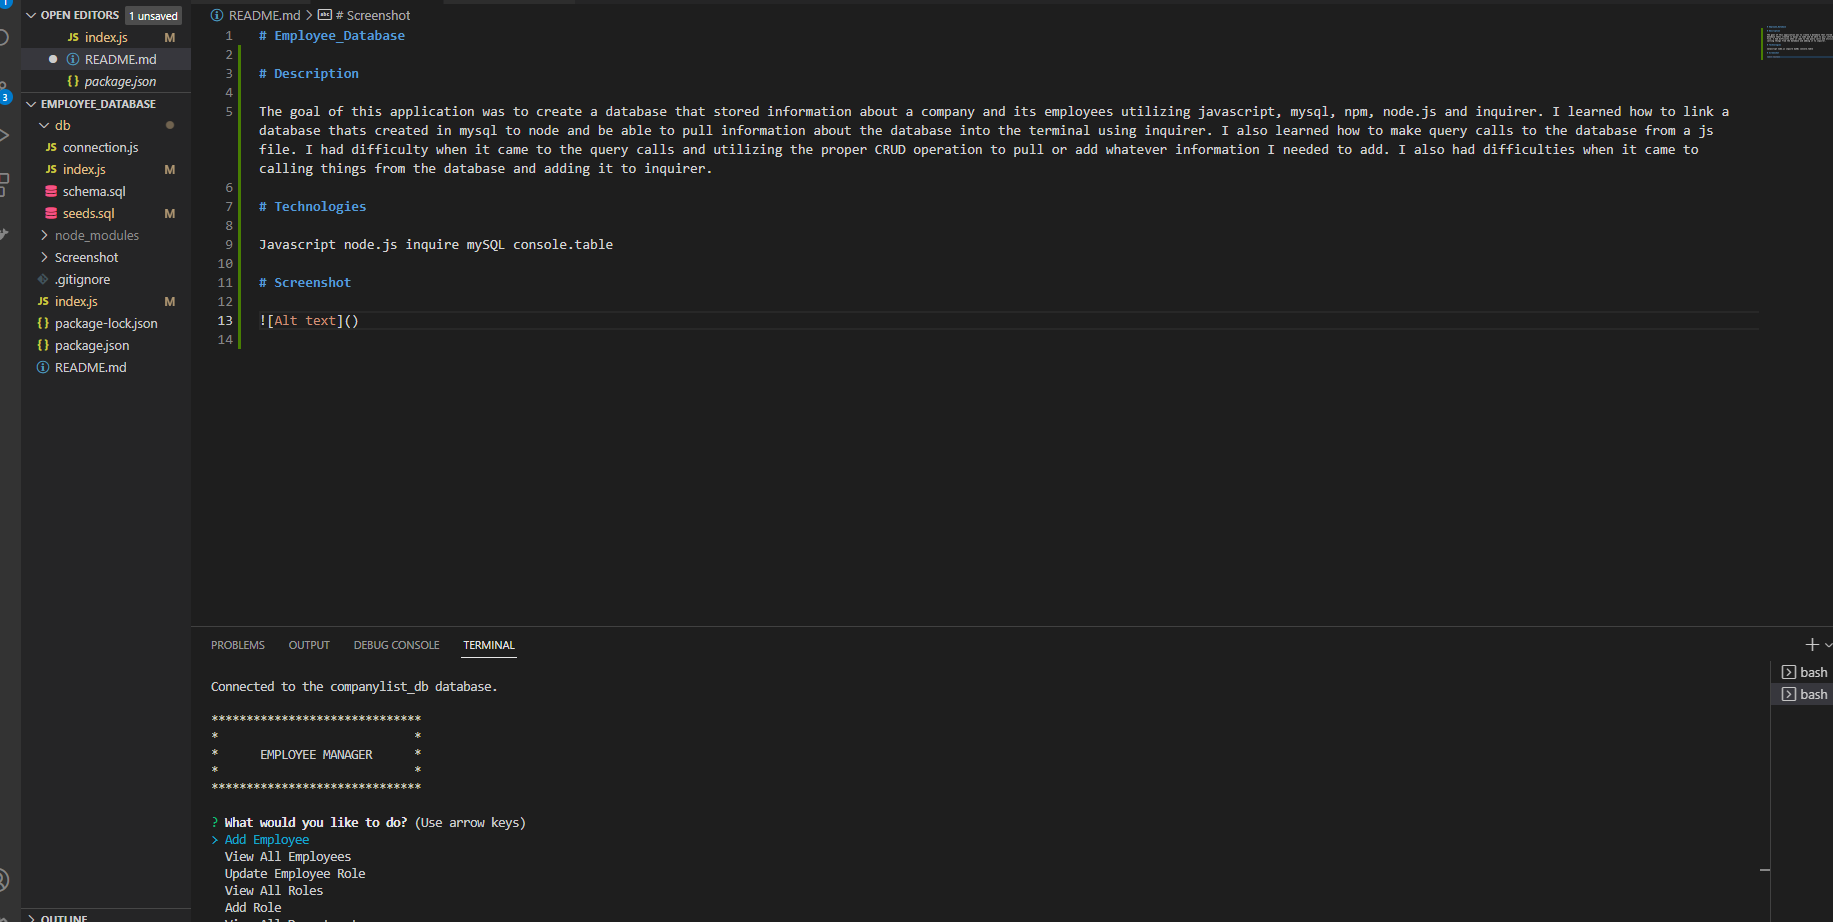 OPEN EDITORS 1 unsaved
JS index.js M
README.md
{} package.json
EMPLOYEE_DATABASE
db
JS connection.js
JS index.js M
schema.sql
seeds.sql M
node_modules
Screenshot
.gitignore
JS index.js M
{} package-lock.json
{} package.json
README.md
OUTLINE
1
3
README.md > abc # Screenshot
1 # Employee_Database
2
3 # Description
4
5 The goal of this application was to create a database that stored information about a company and its employees utilizing javascript, mysql, npm, node.js and inquirer. I learned how to link a
database thats created in mysql to node and be able to pull information about the database into the terminal using inquirer. I also learned how to make query calls to the database from a js
file. I had difficulty when it came to the query calls and utilizing the proper CRUD operation to pull or add whatever information I needed to add. I also had difficulties when it came to
calling things from the database and adding it to inquirer.
6
7 # Technologies
8
9 Javascript node.js inquire mySQL console.table
10
11 # Screenshot
12
13 ![Alt text]()
14
PROBLEMS OUTPUT DEBUG CONSOLE TERMINAL
bash
bash
Connected to the companylist_db database.
******************************
* *
* EMPLOYEE MANAGER *
* *
******************************
? What would you like to do? (Use arrow keys)
> Add Employee
View All Employees
Update Employee Role
View All Roles
Add Role